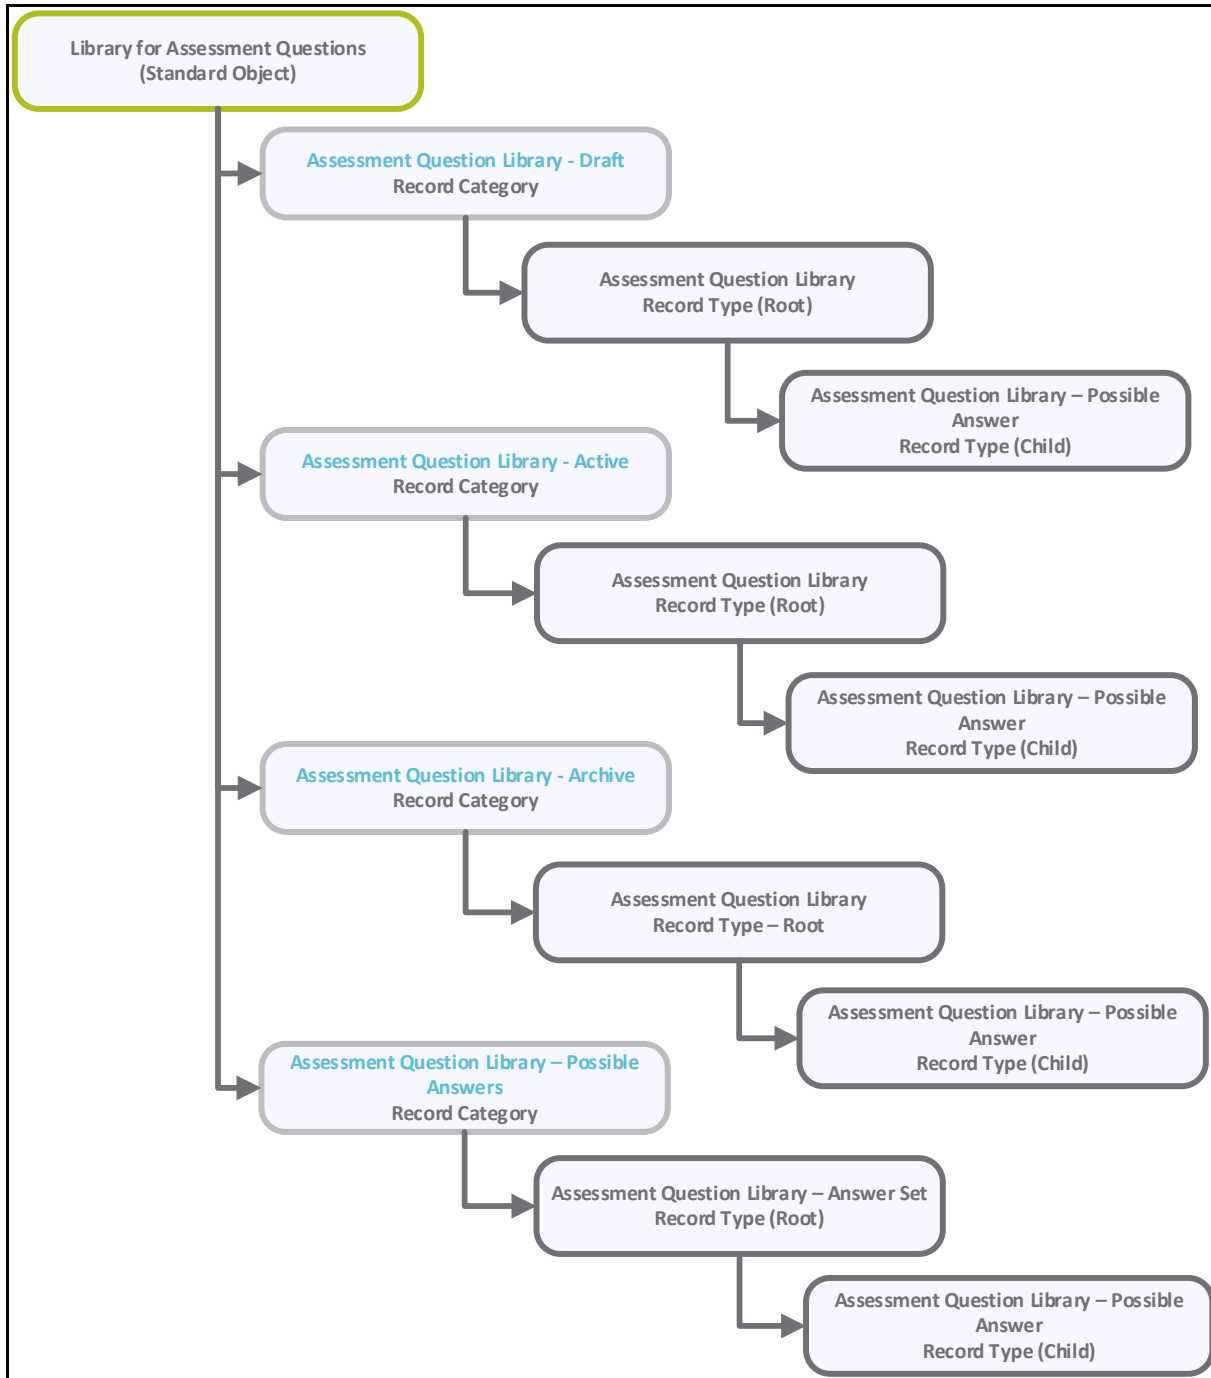 Library for Assessment Questions
(Standard Object)
Assessment Question Library - Draft
Record Category
Assessment Question Library
Record Type (Root)
Assessment Question Library – Possible
Answer
Record Type (Child)
Assessment Question Library - Active
Record Category
Assessment Question Library
Record Type (Root)
Assessment Question Library – Possible
Answer
Record Type (Child)
Assessment Question Library - Archive
Record Category
Assessment Question Library
Record Type – Root
Assessment Question Library – Possible
Answer
Record Type (Child)
Assessment Question Library – Possible
Answers
Record Category
Assessment Question Library – Answer Set
Record Type (Root)
Assessment Question Library – Possible
Answer
Record Type (Child)